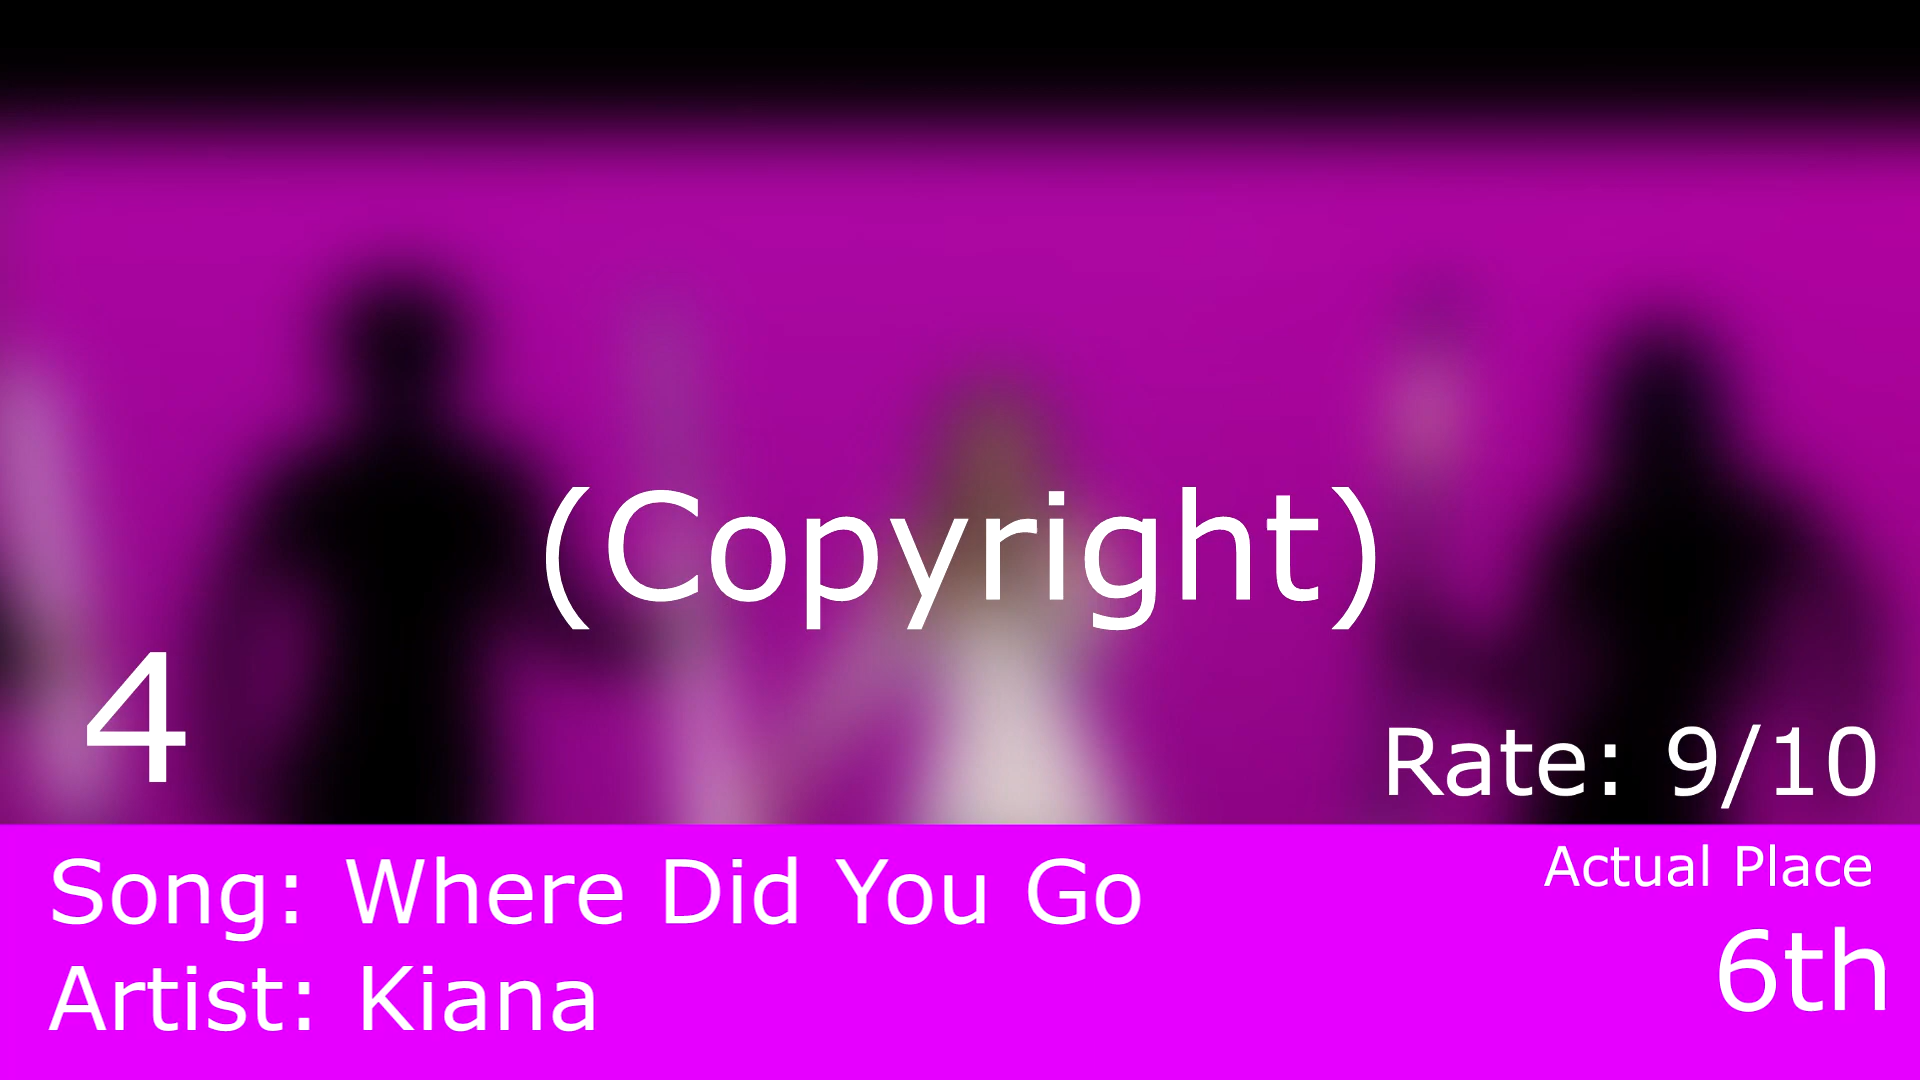 (Copyright)
4
Rate: 9/10
Song: Where Did You Go
Artist: Kiana
Actual Place
6th